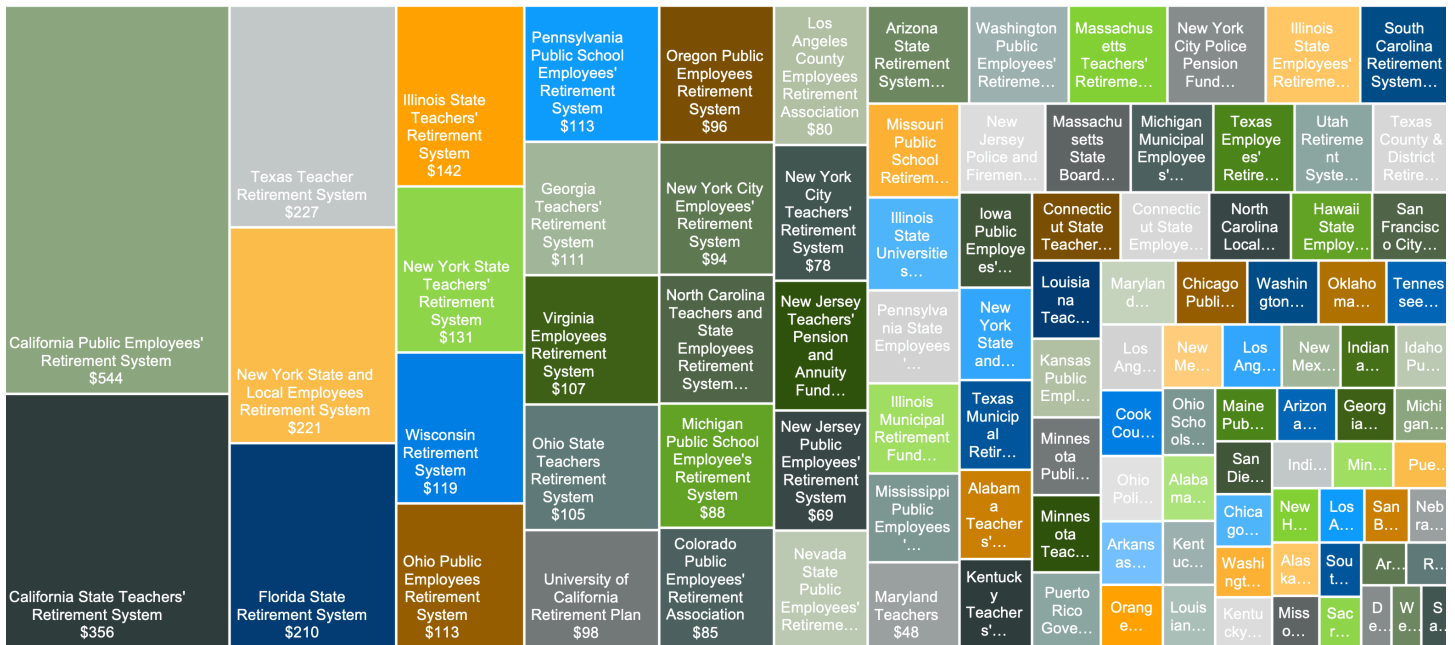 California Public Employees'
Retirement System
$544
California State Teachers'
Retirement System
$356
Texas Teacher
Retirement System
$227
New York State and
Local Employees
Retirement System
$221
Florida State
Retirement System
$210
Illinois State
Teachers'
Retirement
System
$142
New York State
Teachers'
Retirement
System
$131
Wisconsin
Retirement
System
$119
Ohio Public
Employees
Retirement
System
$113
Pennsylvania
Public School
Employees'
Retirement
System
$113
Georgia
Teachers'
Retirement
System
$111
Virginia
Employees
Retirement
System
$107
Ohio State
Teachers
Retirement
System
$105
University of
California
Retirement Plan
$98
Oregon Public
Employees
Retirement
System
$96
New York City
Employees'
Retirement
System
$94
North Carolina
Teachers and
State
Employees
Retirement
System...
Michigan
Public School
Employee's
Retirement
System
$88
Colorado
Public
Employees'
Retirement
Association
$85
Los
Angeles
County
Employees
Retirement
Association
$80
New York
City
Teachers'
Retirement
System
$78
New Jersey
Teachers'
Pension
and
Annuity
Fund...
New Jersey
Public
Employees'
Retirement
System
$69
Nevada
State
Public
Employees'
Retireme...
Arizona
State
Retirement
System...
Washington
Public
Employees'
Retireme...
Massachus
etts
Teachers'
Retireme...
New York
City Police
Pension
Fund...
Illinois
State
Employees'
Retireme...
South
Carolina
Retirement
System...
Missouri
Public
School
Retirem...
New
Jersey
Police and
Firemen...
Massachu
setts
State
Board...
Michigan
Municipal
Employee
s'...
Texas
Employe
es'
Retire...
Utah
Retireme
nt
Syste...
Texas
County &
District
Retire...
Illinois
State
Universitie
s...
Pennsylva
nia State
Employees
'...
Illinois
Municipal
Retirement
Fund...
Mississippi
Public
Employees
'...
Maryland
Teachers
$48
Iowa
Public
Employe
es'...
New
York
State
and...
Texas
Municip
al
Retir...
Alabam
a
Teacher
s'...
Kentuck
y
Teacher
s'...
Connectic
ut State
Teacher...
Connectic
ut State
Employe...
North
Carolina
Local...
Hawaii
State
Employ...
San
Francisc
o City...
Louisia
na
Teac...
Kansas
Public
Empl...
Minnes
ota
Publi...
Minnes
ota
Teac...
Puerto
Rico
Gove...
Marylan
d...
Chicago
Publi...
Washin
gton...
Oklaho
ma...
Tennes
see...
Los
Ang...
New
Me...
Los
Ang...
New
Mex...
Indian
a...
Idaho
Pu...
Cook
Cou...
Ohio
Scho
ols...
Maine
Pub...
Arizon
a...
Georg
ia...
Michi
gan...
Ohio
Poli...
Alaba
ma...
San
Die...
Indi...
Min...
Pue...
Arkans
as...
Kent
uc...
Chica
go...
New
H...
Los
A...
San
B...
Neb
ra...
Washi
ngt...
Alas
ka...
Sou
t...
Ar...
R...
Orang
e...
Louis
ian...
Kentu
cky...
Miss
o...
Sac
r...
D
e...
W
e...
S
a...